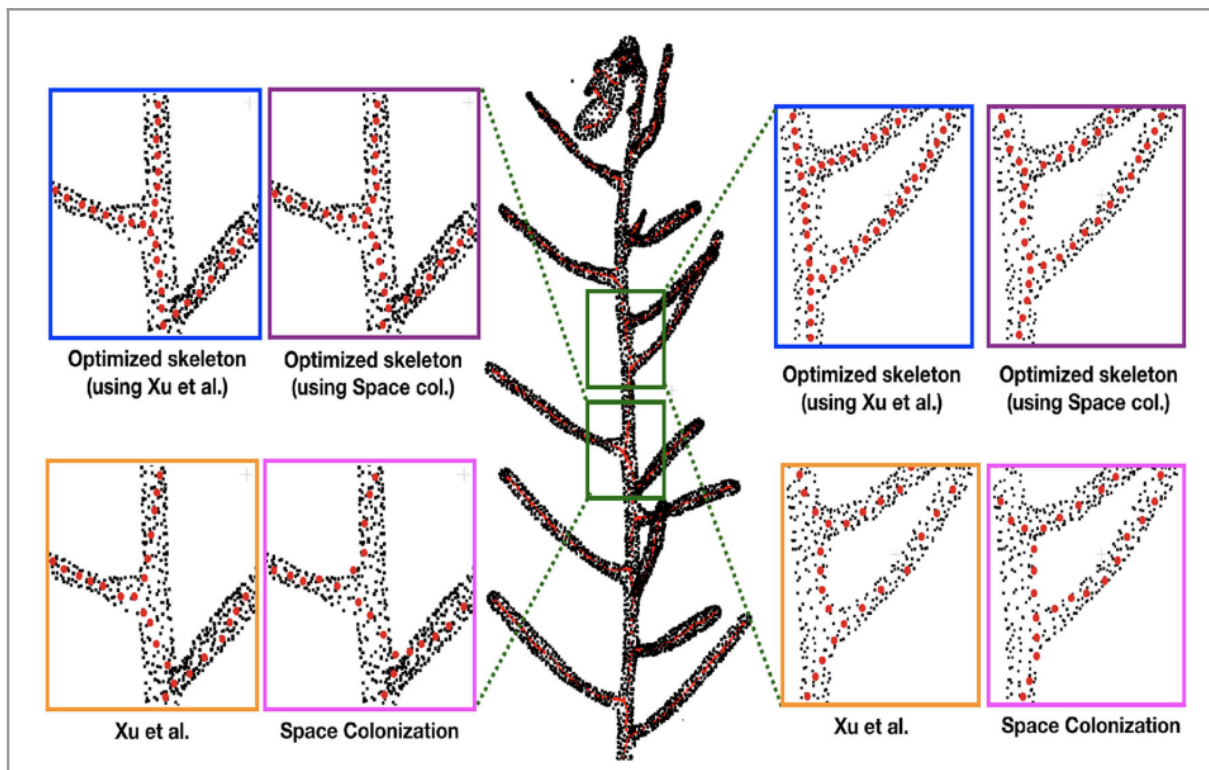 Optimized skeleton
(using Xu et al.)
Optimized skeleton
(using Space col.)
Optimized skeleton
(using Xu et al.)
Optimized skeleton
(using Space col.)
Xu et al.
Space Colonization
Xu et al.
Space Colonization